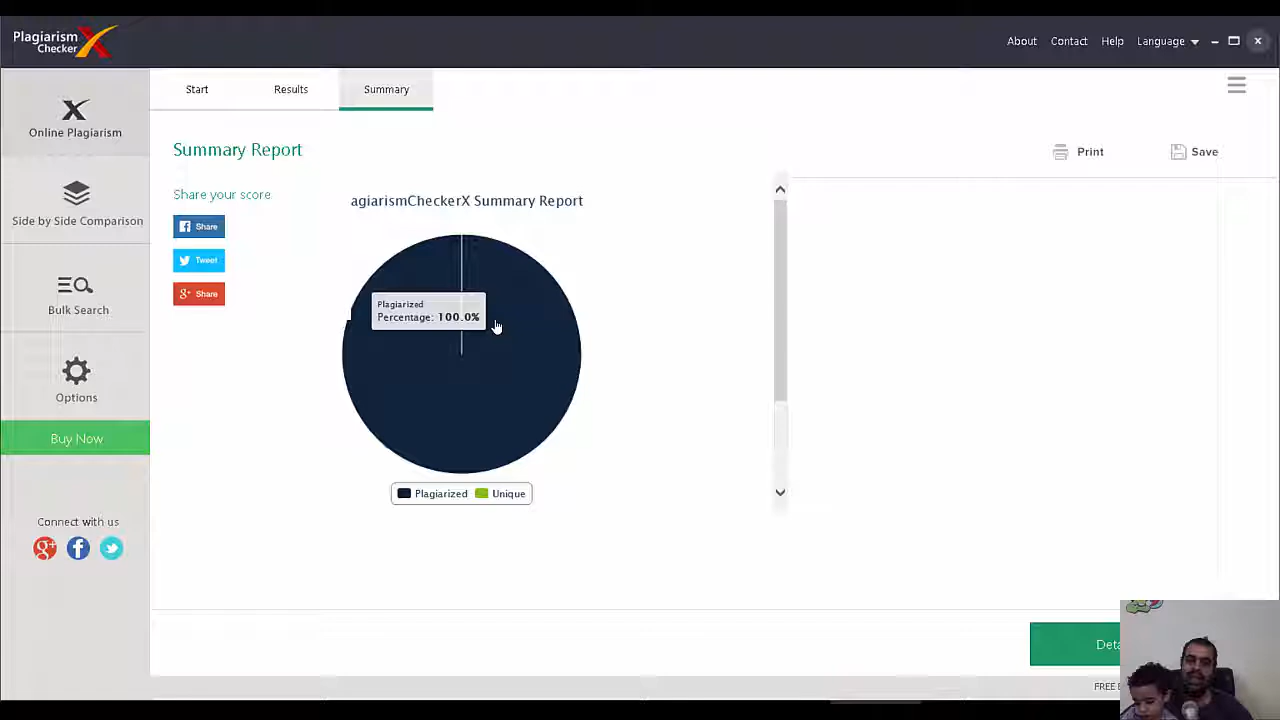 Plagiarism
Checker
X
About
Contact
Help
Language
Start
Results
Summary
Online Plagiarism
Summary Report
Print
Save
Share your score
agiarismCheckerX Summary Report
Side by Side Comparison
Share
Tweet
Share
Bulk Search
Plagiarized
Percentage: 100.0%
Options
Buy Now
Plagiarized
Unique
Connect with us
Deta
FREE